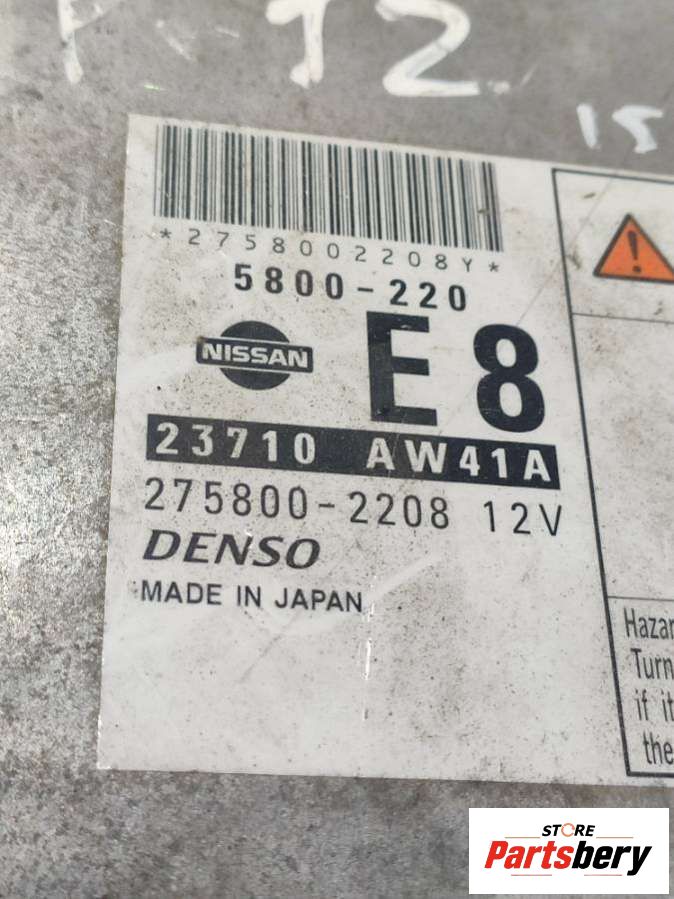 T2
15
*2758002208Y*
5800-220
NISSAN
E8
23710 AW41A
275800-2208 12V
DENSO
MADE IN JAPAN
Hazar
Turn
if it
the
STORE
Partsbery